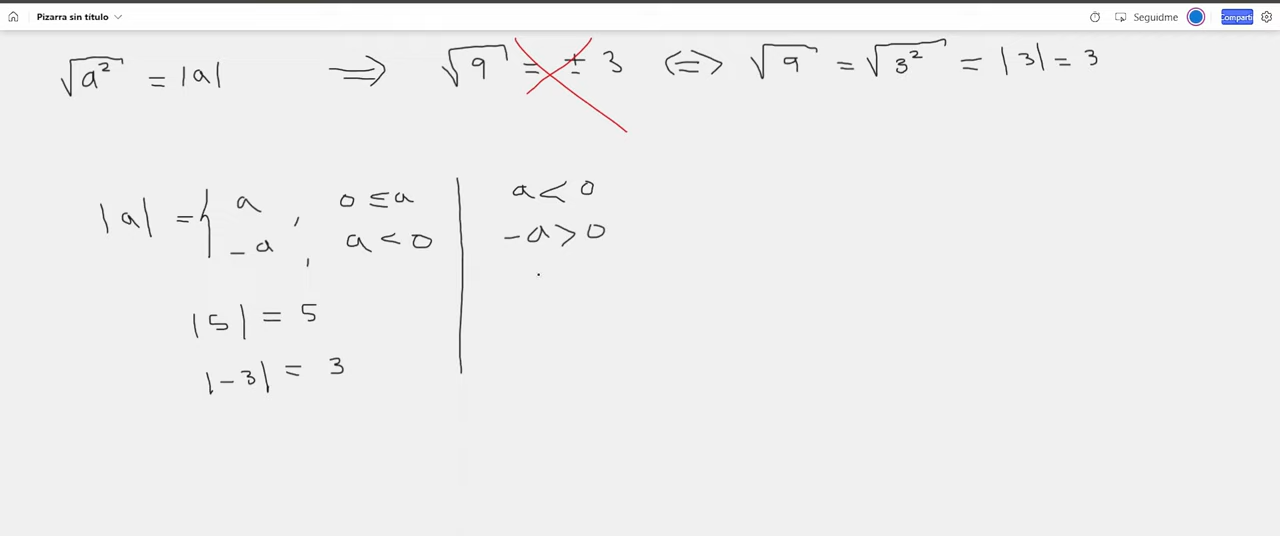 Pizarra sin título
Seguidme
Comparti
√a² = |a| ⟹ √9 = ± 3 ⟺ √9 = √3² = |3| = 3
|a| = { a , 0 ≤ a
-a , a < 0
|5| = 5
|-3| = 3
a < 0
-a > 0